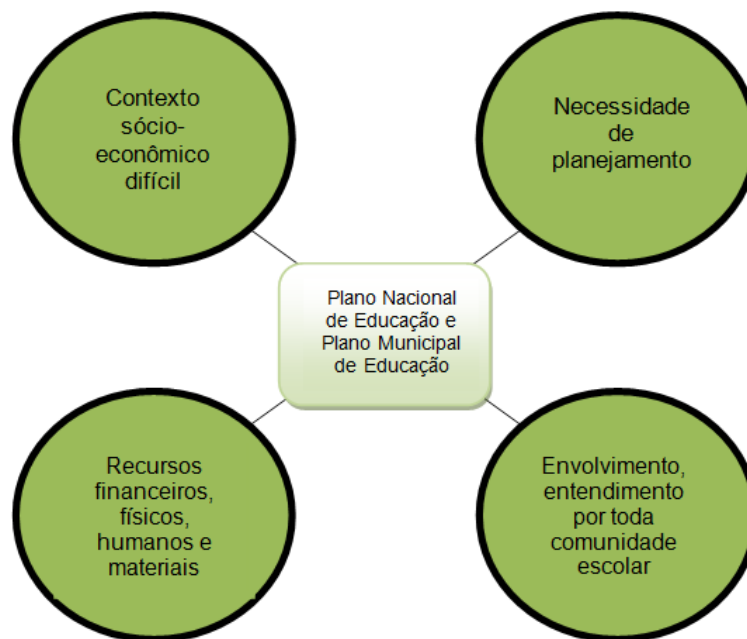 Contexto
sócio-
econômico
difícil
Necessidade
de
planejamento
Plano Nacional
de Educação e
Plano Municipal
de Educação
Recursos
financeiros,
físicos,
humanos e
materiais
Envolvimento,
entendimento
por toda
comunidade
escolar